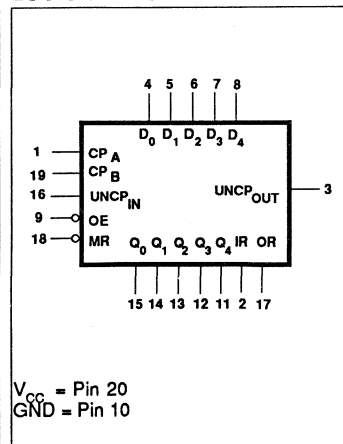 4 5 6 7 8
D0 D1 D2 D3 D4
1 CPA
19 CPB
16 UNCPIN UNCPOUT 3
9 OE
18 MR Q0 Q1 Q2 Q3 Q4 IR OR
15 14 13 12 11 2 17
VCC = Pin 20
GND = Pin 10